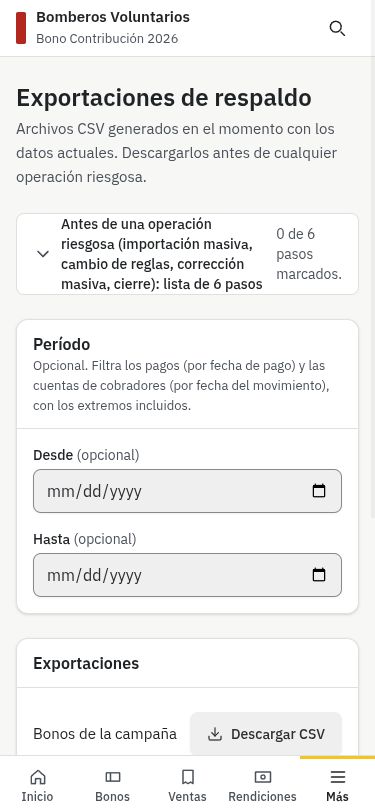 Bomberos Voluntarios
Bono Contribución 2026
Exportaciones de respaldo
Archivos CSV generados en el momento con los
datos actuales. Descargarlos antes de cualquier
operación riesgosa.
Antes de una operación
riesgosa (importación masiva,
cambio de reglas, corrección
masiva, cierre): lista de 6 pasos
0 de 6
pasos
marcados.
Período
Opcional. Filtra los pagos (por fecha de pago) y las
cuentas de cobradores (por fecha del movimiento),
con los extremos incluidos.
Desde (opcional)
mm/dd/yyyy
Hasta (opcional)
mm/dd/yyyy
Exportaciones
Bonos de la campaña
Descargar CSV
Inicio
Bonos
Ventas
Rendiciones
Más